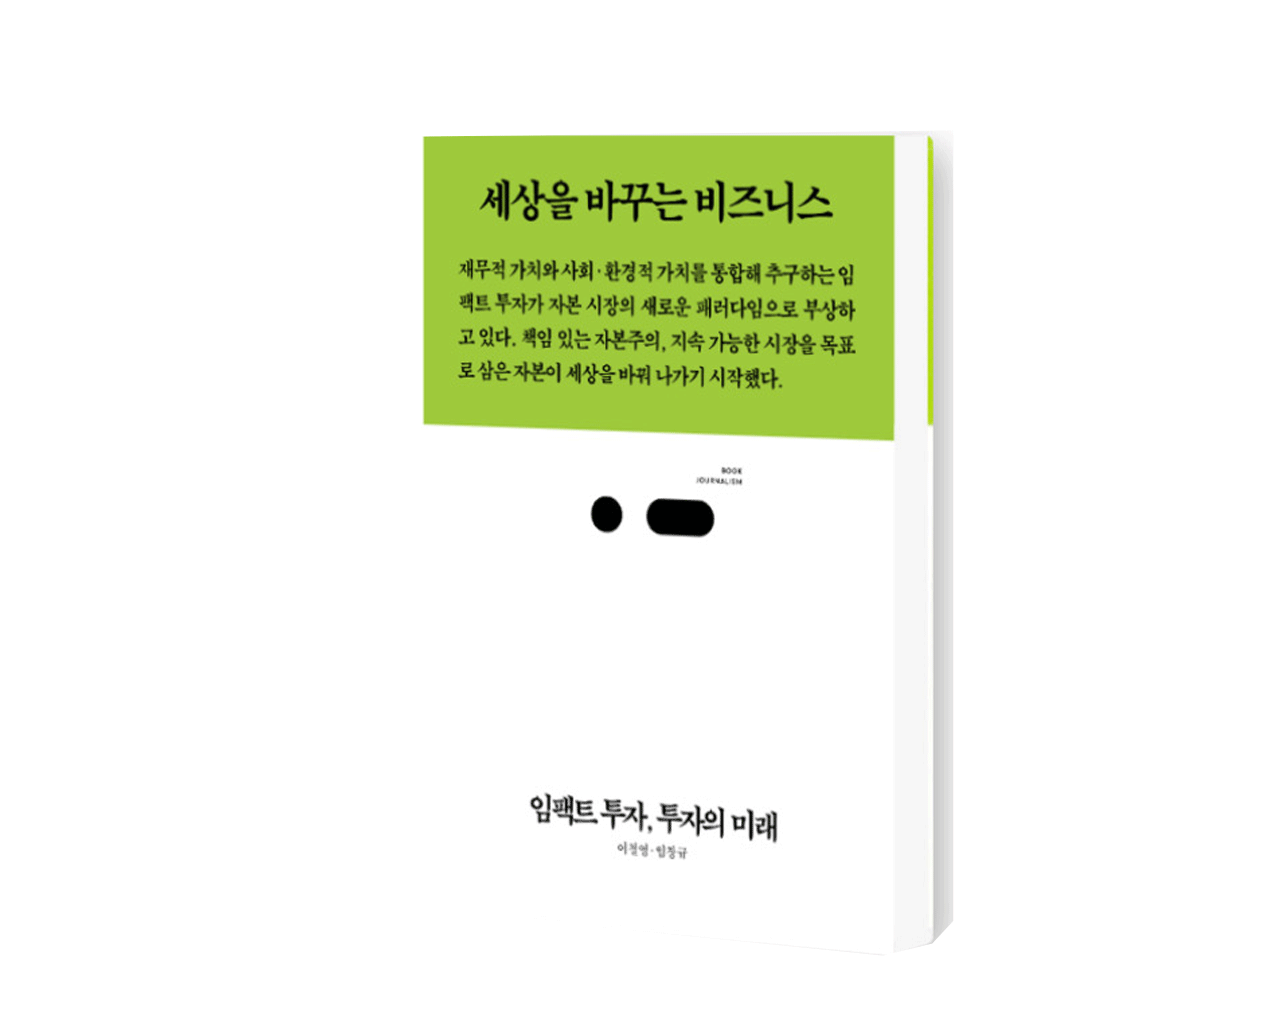 세상을 바꾸는 비즈니스
재무적 가치와 사회·환경적 가치를 통합해 추구하는 임
팩트 투자가 자본 시장의 새로운 패러다임으로 부상하
고 있다. 책임 있는 자본주의, 지속 가능한 시장을 목표
로 삼은 자본이 세상을 바꿔 나가기 시작했다.
BOOK
JOURNALISM
임팩트 투자, 투자의 미래
이철영·임창규